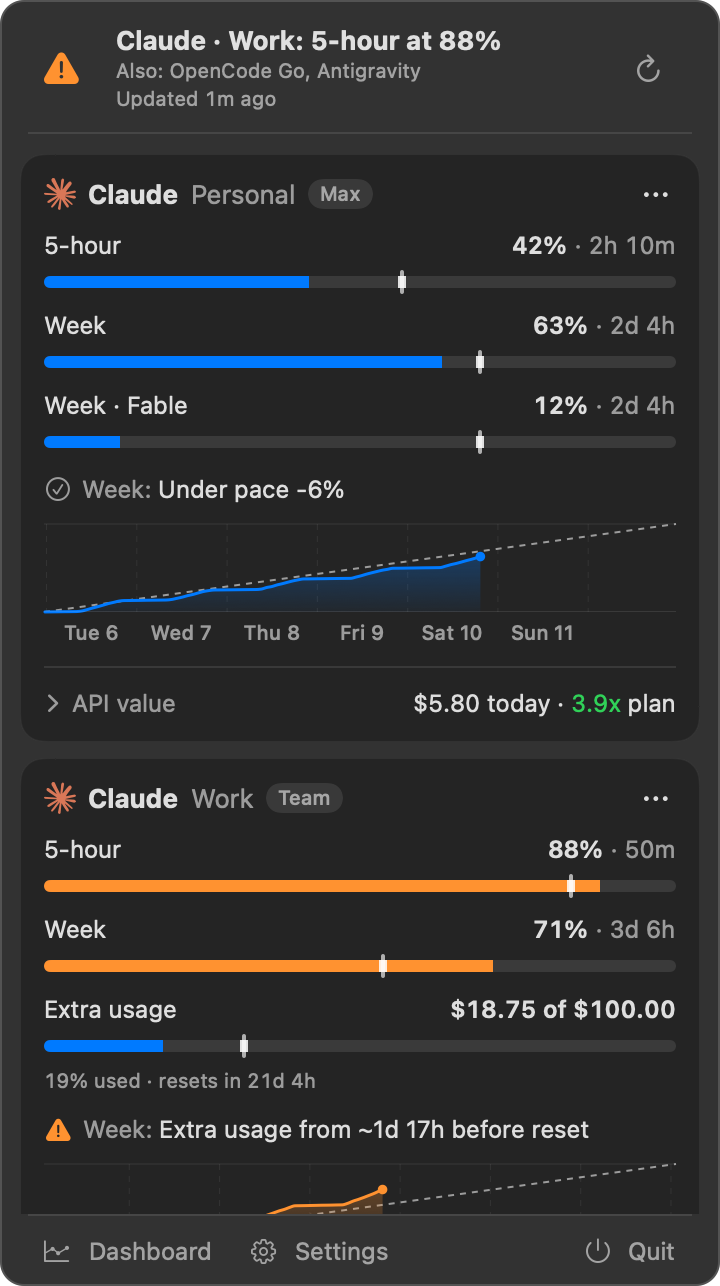 Claude · Work: 5-hour at 88%
Also: OpenCode Go, Antigravity
Updated 1m ago
Claude Personal Max
5-hour 42% · 2h 10m
Week 63% · 2d 4h
Week · Fable 12% · 2d 4h
Week: Under pace -6%
Tue 6 Wed 7 Thu 8 Fri 9 Sat 10 Sun 11
API value $5.80 today · 3.9x plan
Claude Work Team
5-hour 88% · 50m
Week 71% · 3d 6h
Extra usage $18.75 of $100.00
19% used · resets in 21d 4h
Week: Extra usage from ~1d 17h before reset
Dashboard Settings Quit